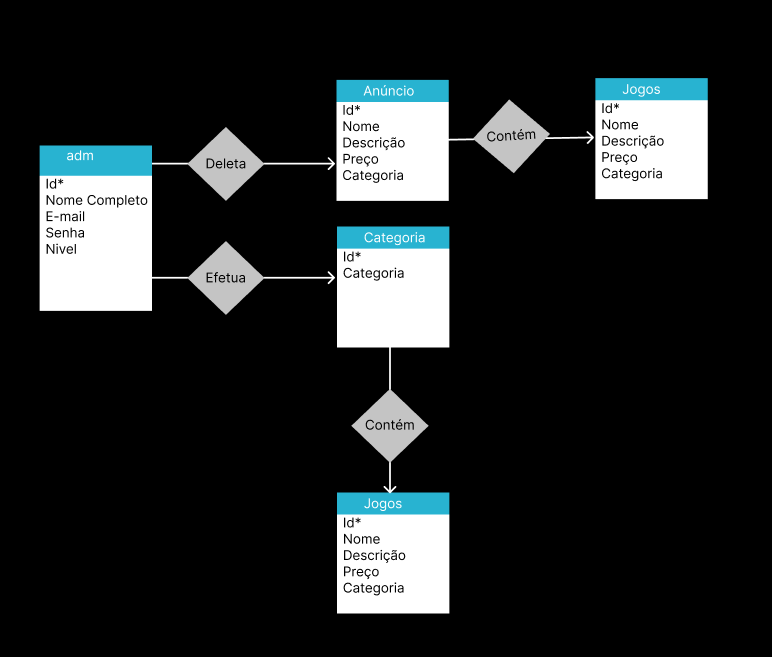 adm
Id*
Nome Completo
E-mail
Senha
Nivel
Deleta
Anúncio
Id*
Nome
Descrição
Preço
Categoria
Contém
Jogos
Id*
Nome
Descrição
Preço
Categoria
Efetua
Categoria
Id*
Categoria
Contém
Jogos
Id*
Nome
Descrição
Preço
Categoria